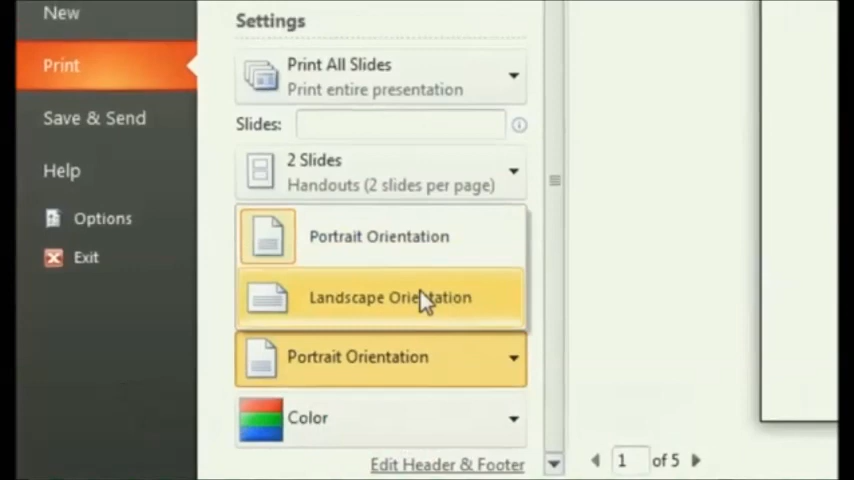 New
Print
Save & Send
Help
Options
Exit
Settings
Print All Slides
Print entire presentation
Slides:
2 Slides
Handouts (2 slides per page)
Portrait Orientation
Landscape Orientation
Portrait Orientation
Color
Edit Header & Footer
1 of 5